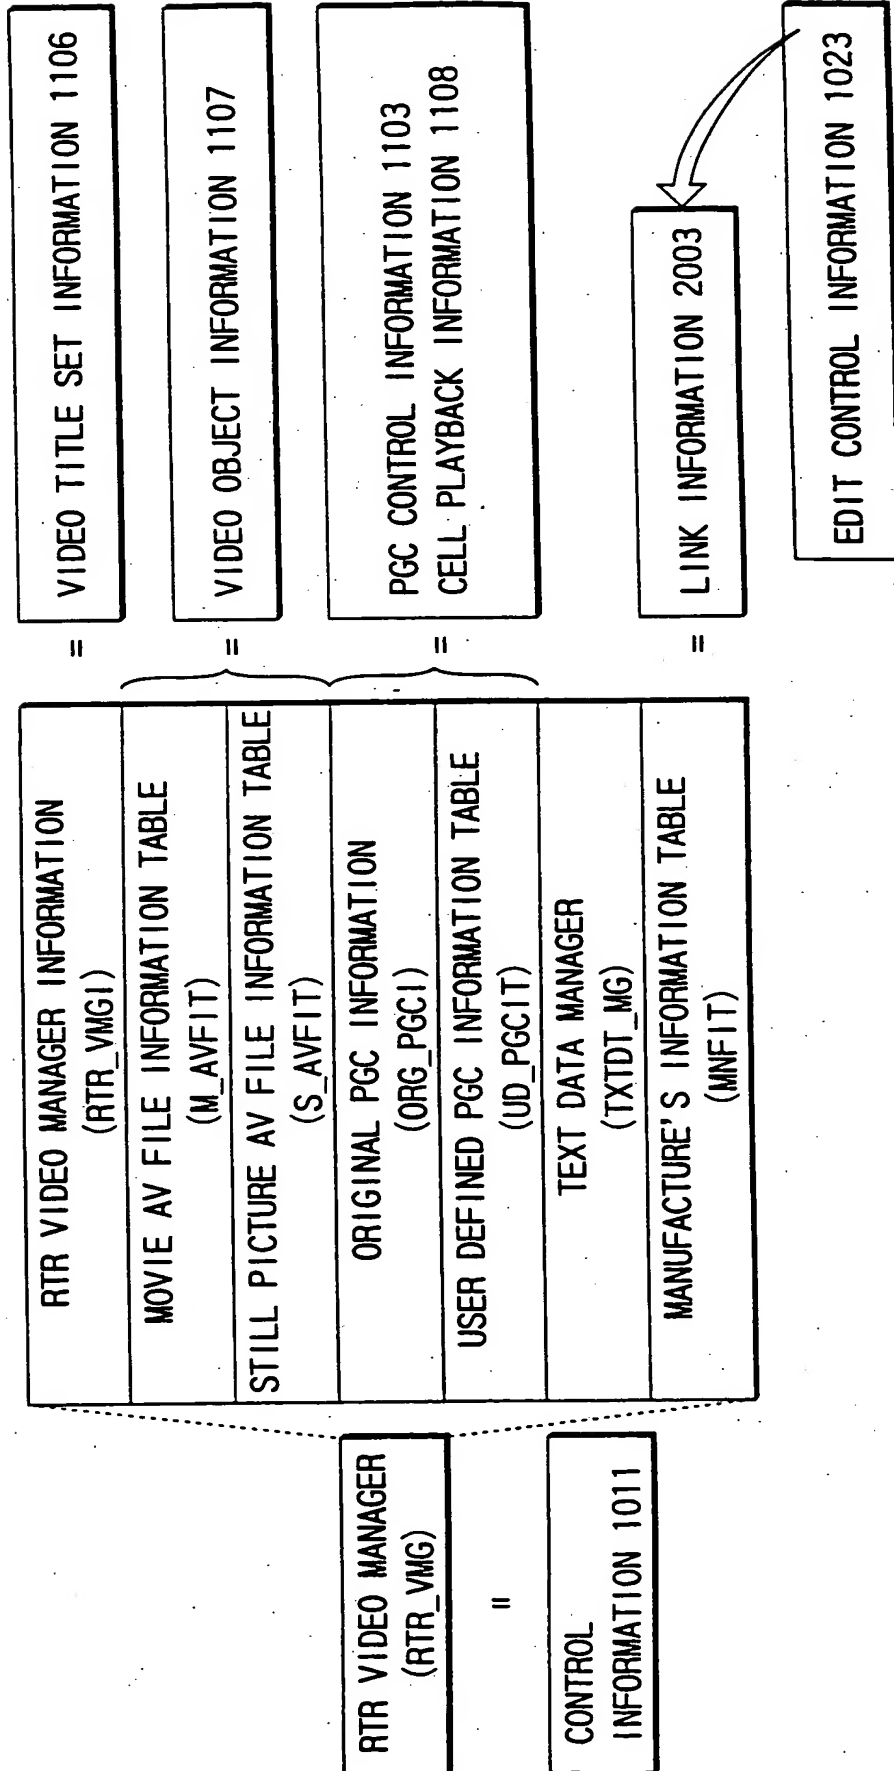 RTR VIDEO MANAGER
(RTR_VMG)
=
CONTROL
INFORMATION 1011
RTR VIDEO MANAGER INFORMATION
(RTR_VMGI)
MOVIE AV FILE INFORMATION TABLE
(M_AVFIT)
STILL PICTURE AV FILE INFORMATION TABLE
(S_AVFIT)
ORIGINAL PGC INFORMATION
(ORG_PGCI)
USER DEFINED PGC INFORMATION TABLE
(UD_PGCIT)
TEXT DATA MANAGER
(TXTDT_MG)
MANUFACTURE'S INFORMATION TABLE
(MNFIT)
=
VIDEO TITLE SET INFORMATION 1106
=
VIDEO OBJECT INFORMATION 1107
=
PGC CONTROL INFORMATION 1103
CELL PLAYBACK INFORMATION 1108
=
LINK INFORMATION 2003
EDIT CONTROL INFORMATION 1023